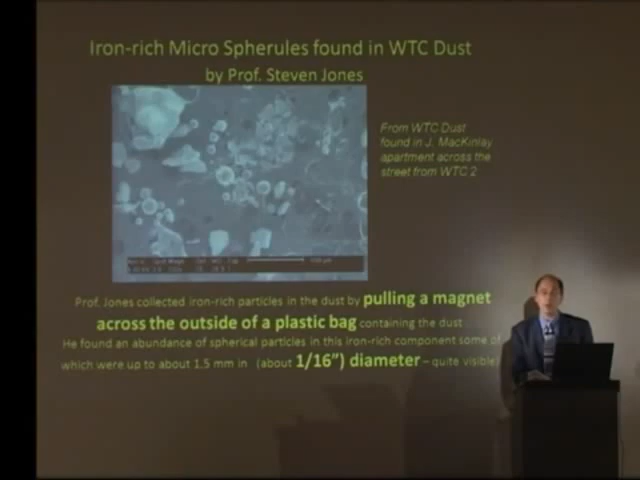 Iron-rich Micro Spherules found in WTC Dust
by Prof. Steven Jones
From WTC Dust
found in J. MacKinlay
apartment across the
street from WTC 2
Prof. Jones collected iron-rich particles in the dust by pulling a magnet
across the outside of a plastic bag containing the dust
He found an abundance of spherical particles in this iron-rich component some of
which were up to about 1.5 mm in (about 1/16") diameter – quite visible!